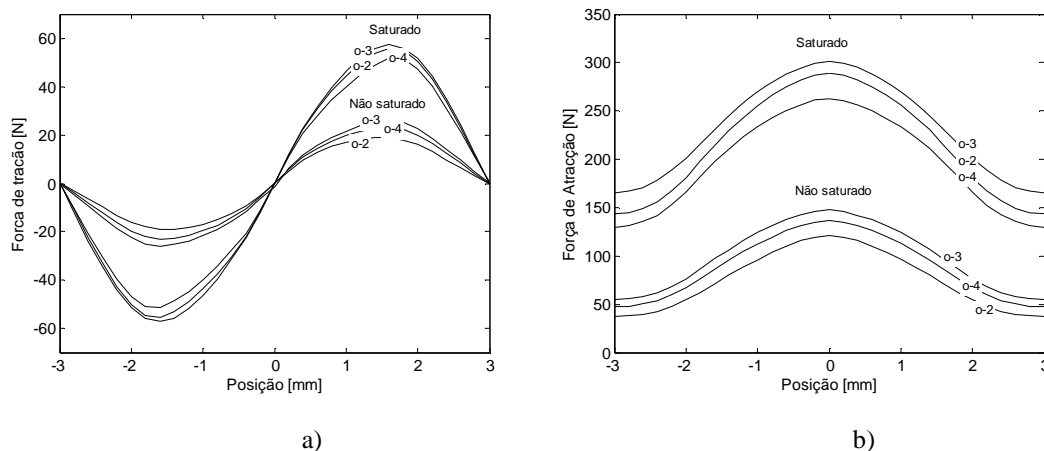 60
40
20
0
-20
-40
-60
-3
-2
-1
0
1
2
3
Forca de tracão [N]
Posição [mm]
Saturado
o-3
o-2
o-4
Não saturado
o-3
o-4
o-2
a)
350
300
250
200
150
100
50
0
-3
-2
-1
0
1
2
3
Força de Atracção [N]
Posição [mm]
Saturado
o-3
o-2
o-4
Não saturado
o-3
o-4
o-2
b)